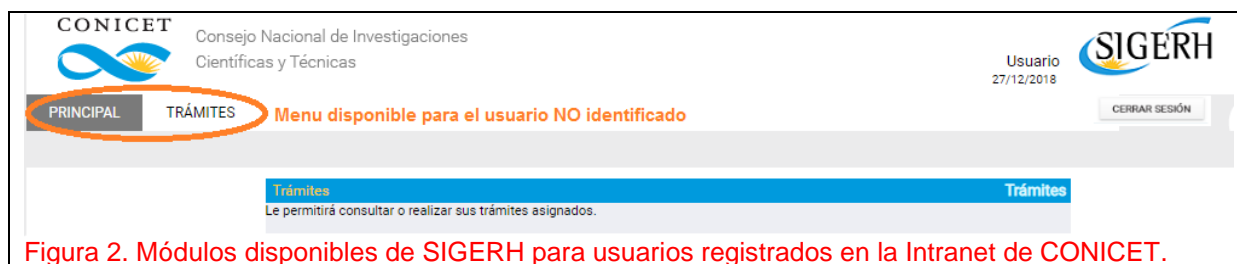 CONICET
Consejo Nacional de Investigaciones
Científicas y Técnicas
Usuario
27/12/2018
SIGERH
PRINCIPAL TRÁMITES Menu disponible para el usuario NO identificado CERRAR SESIÓN
Trámites Trámites
Le permitirá consultar o realizar sus trámites asignados.
Figura 2. Módulos disponibles de SIGERH para usuarios registrados en la Intranet de CONICET.